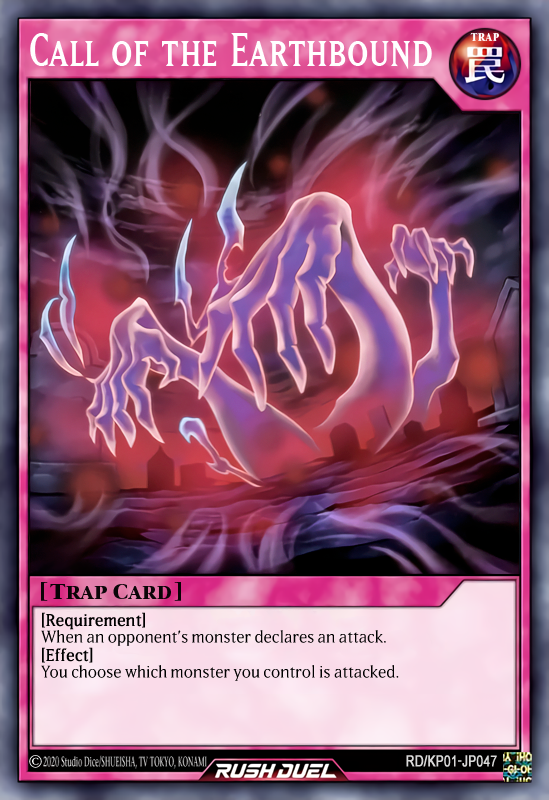 CALL OF THE EARTHBOUND
TRAP
罠
[TRAP CARD]
[Requirement]
When an opponent's monster declares an attack.
[Effect]
You choose which monster you control is attacked.
©2020 Studio Dice/SHUEISHA, TV TOKYO, KONAMI
RUSH DUEL
RD/KP01-JP047